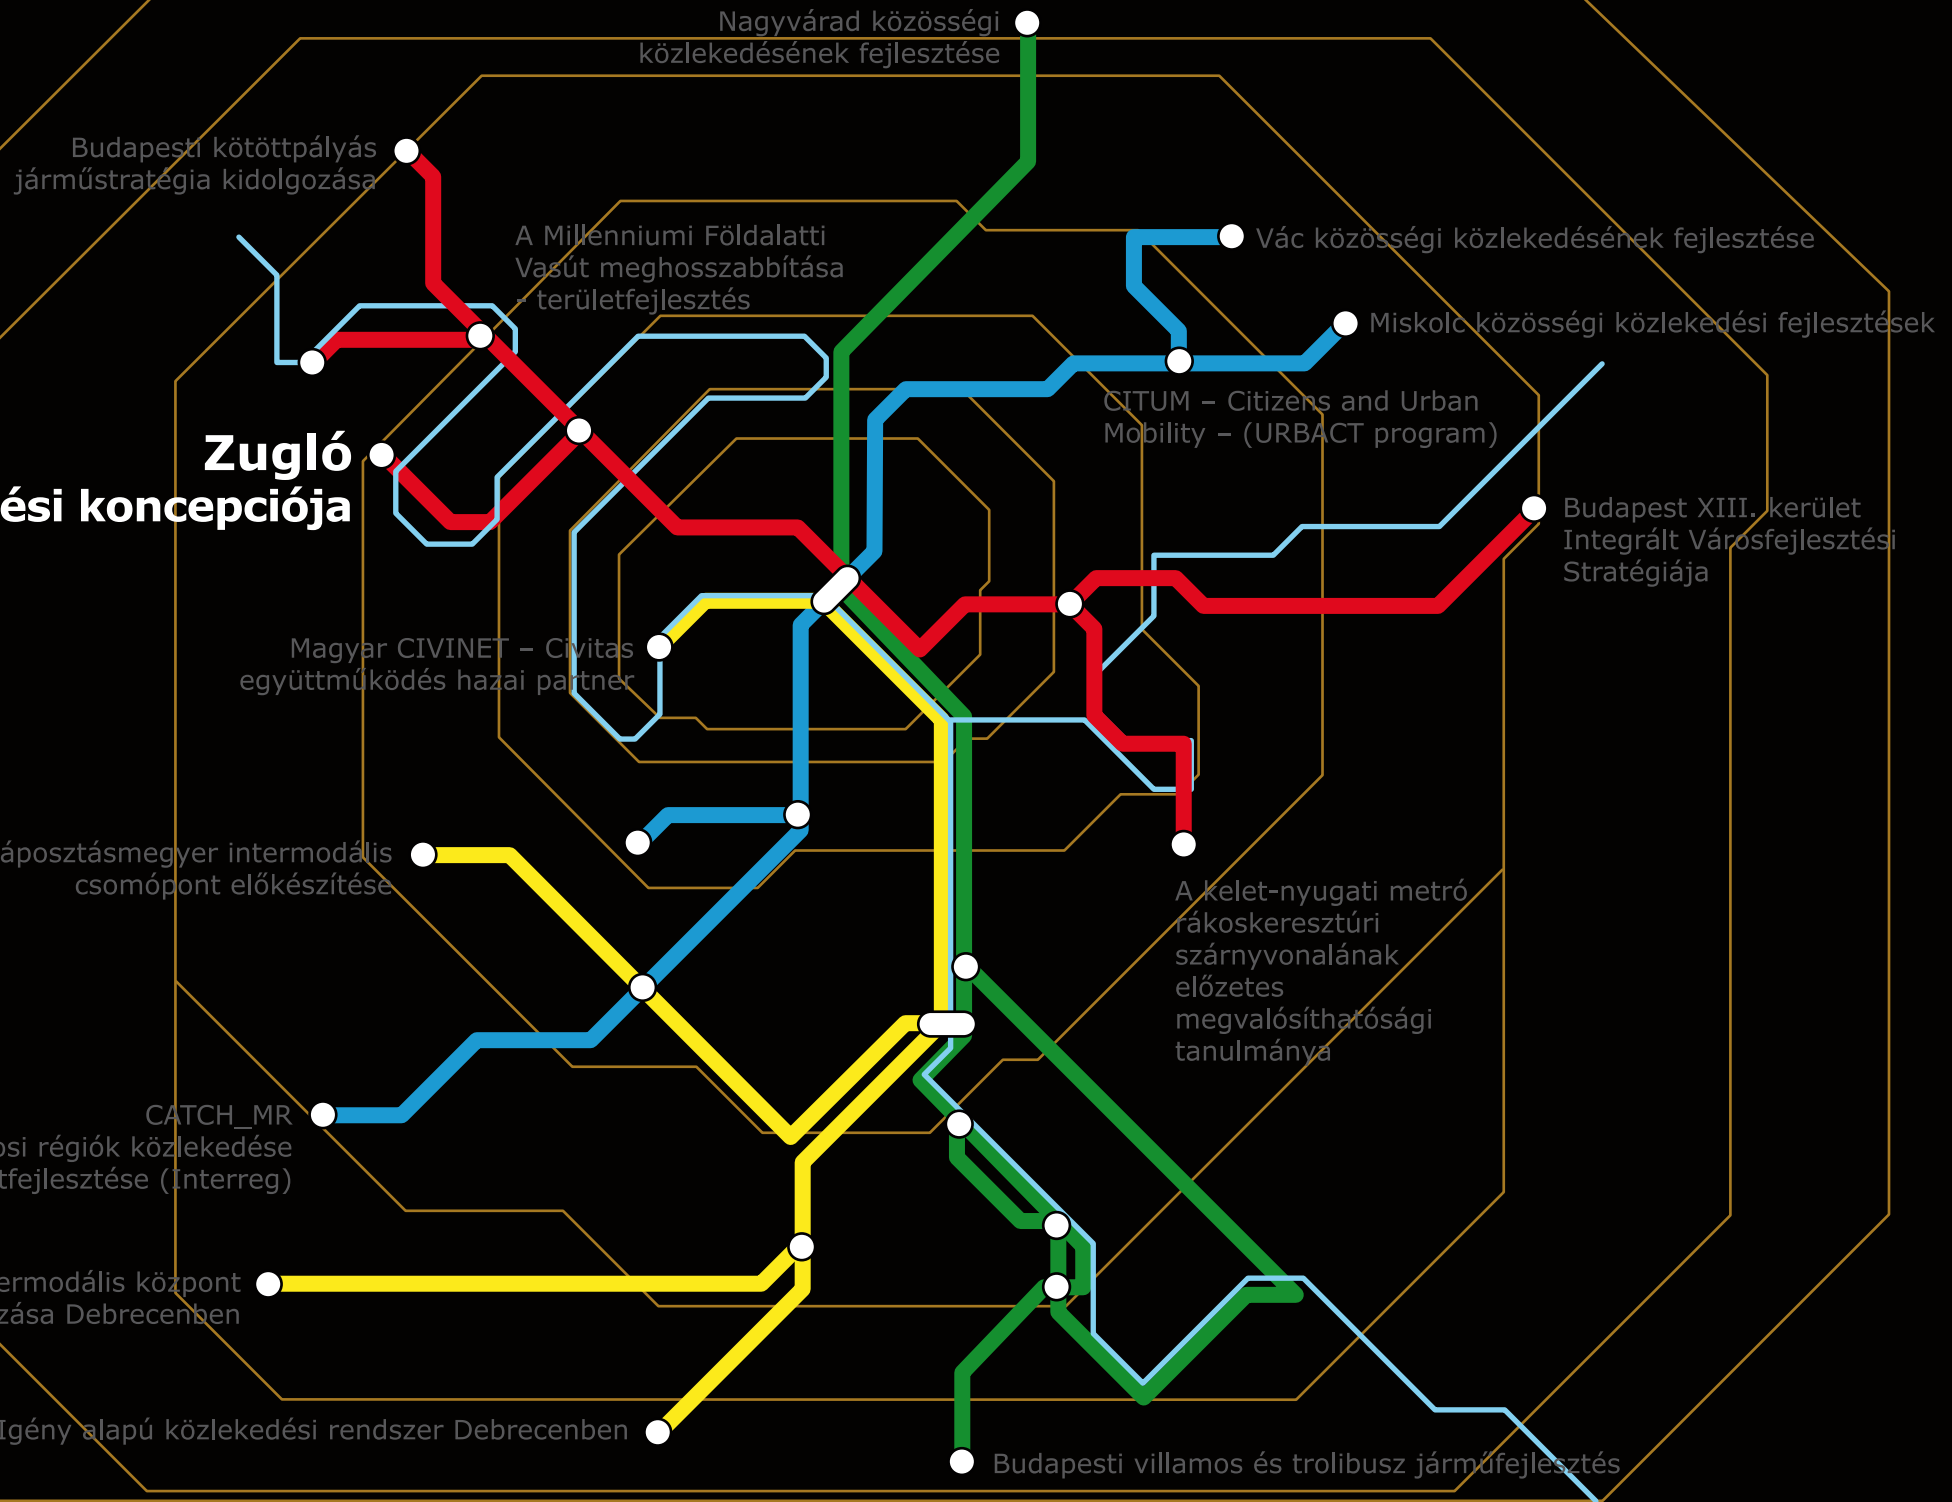 Nagyvárad közösségi
közlekedésének fejlesztése
Budapesti kötöttpályás
járműstratégia kidolgozása
A Millenniumi Földalatti
Vasút meghosszabbítása
- területfejlesztés
Vác közösségi közlekedésének fejlesztése
Miskolc közösségi közlekedési fejlesztések
CITUM – Citizens and Urban
Mobility – (URBACT program)
Zugló
ési koncepciója
Budapest XIII. kerület
Integrált Városfejlesztési
Stratégiája
Magyar CIVINET – Civitas
együttműködés hazai partner
áposztásmegyer intermodális
csomópont előkészítése
A kelet-nyugati metró
rákoskeresztúri
szárnyvonalának
előzetes
megvalósíthatósági
tanulmánya
CATCH_MR
osi régiók közlekedése
tfejlesztése (Interreg)
ermodális központ
zása Debrecenben
Igény alapú közlekedési rendszer Debrecenben
Budapesti villamos és trolibusz járműfejlesztés